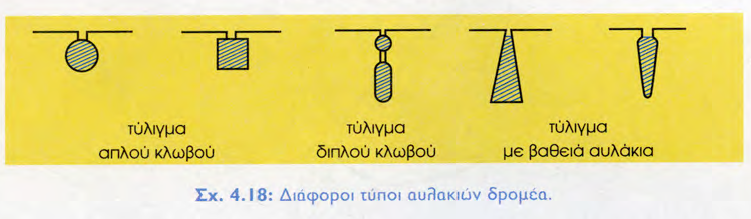 τύλιγμα
απλού κλωβού
τύλιγμα
διπλού κλωβού
τύλιγμα
με βαθειά αυλάκια
Σχ. 4.18: Διάφοροι τύποι αυλακιών δρομέα.